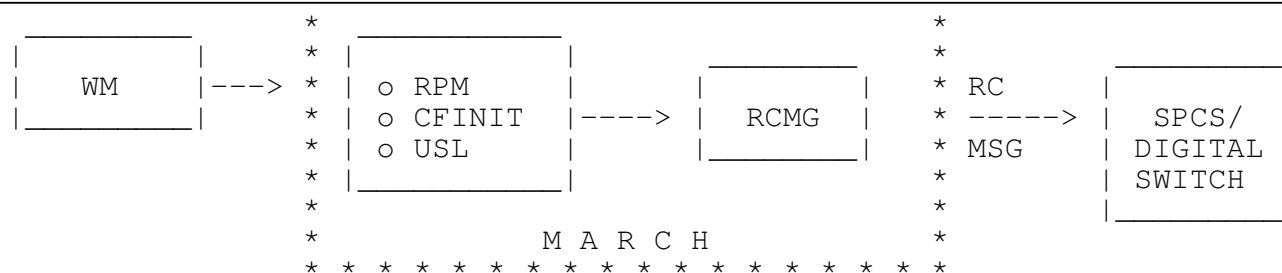 WM ---> o RPM * RC
o CFINIT ----> RCMG * -----> SPCS/
o USL * MSG DIGITAL
SWITCH
M A R C H
* * * * * * * * * * * * * * * * * *